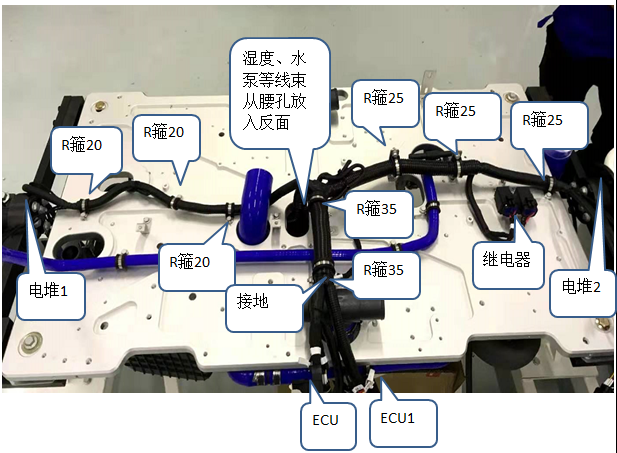 湿度、水
泵等线束
从腰孔放
入反面
R箍25
R箍25
R箍25
R箍20
R箍20
R箍35
R箍20
R箍35
继电器
电堆1
接地
电堆2
ECU
ECU1